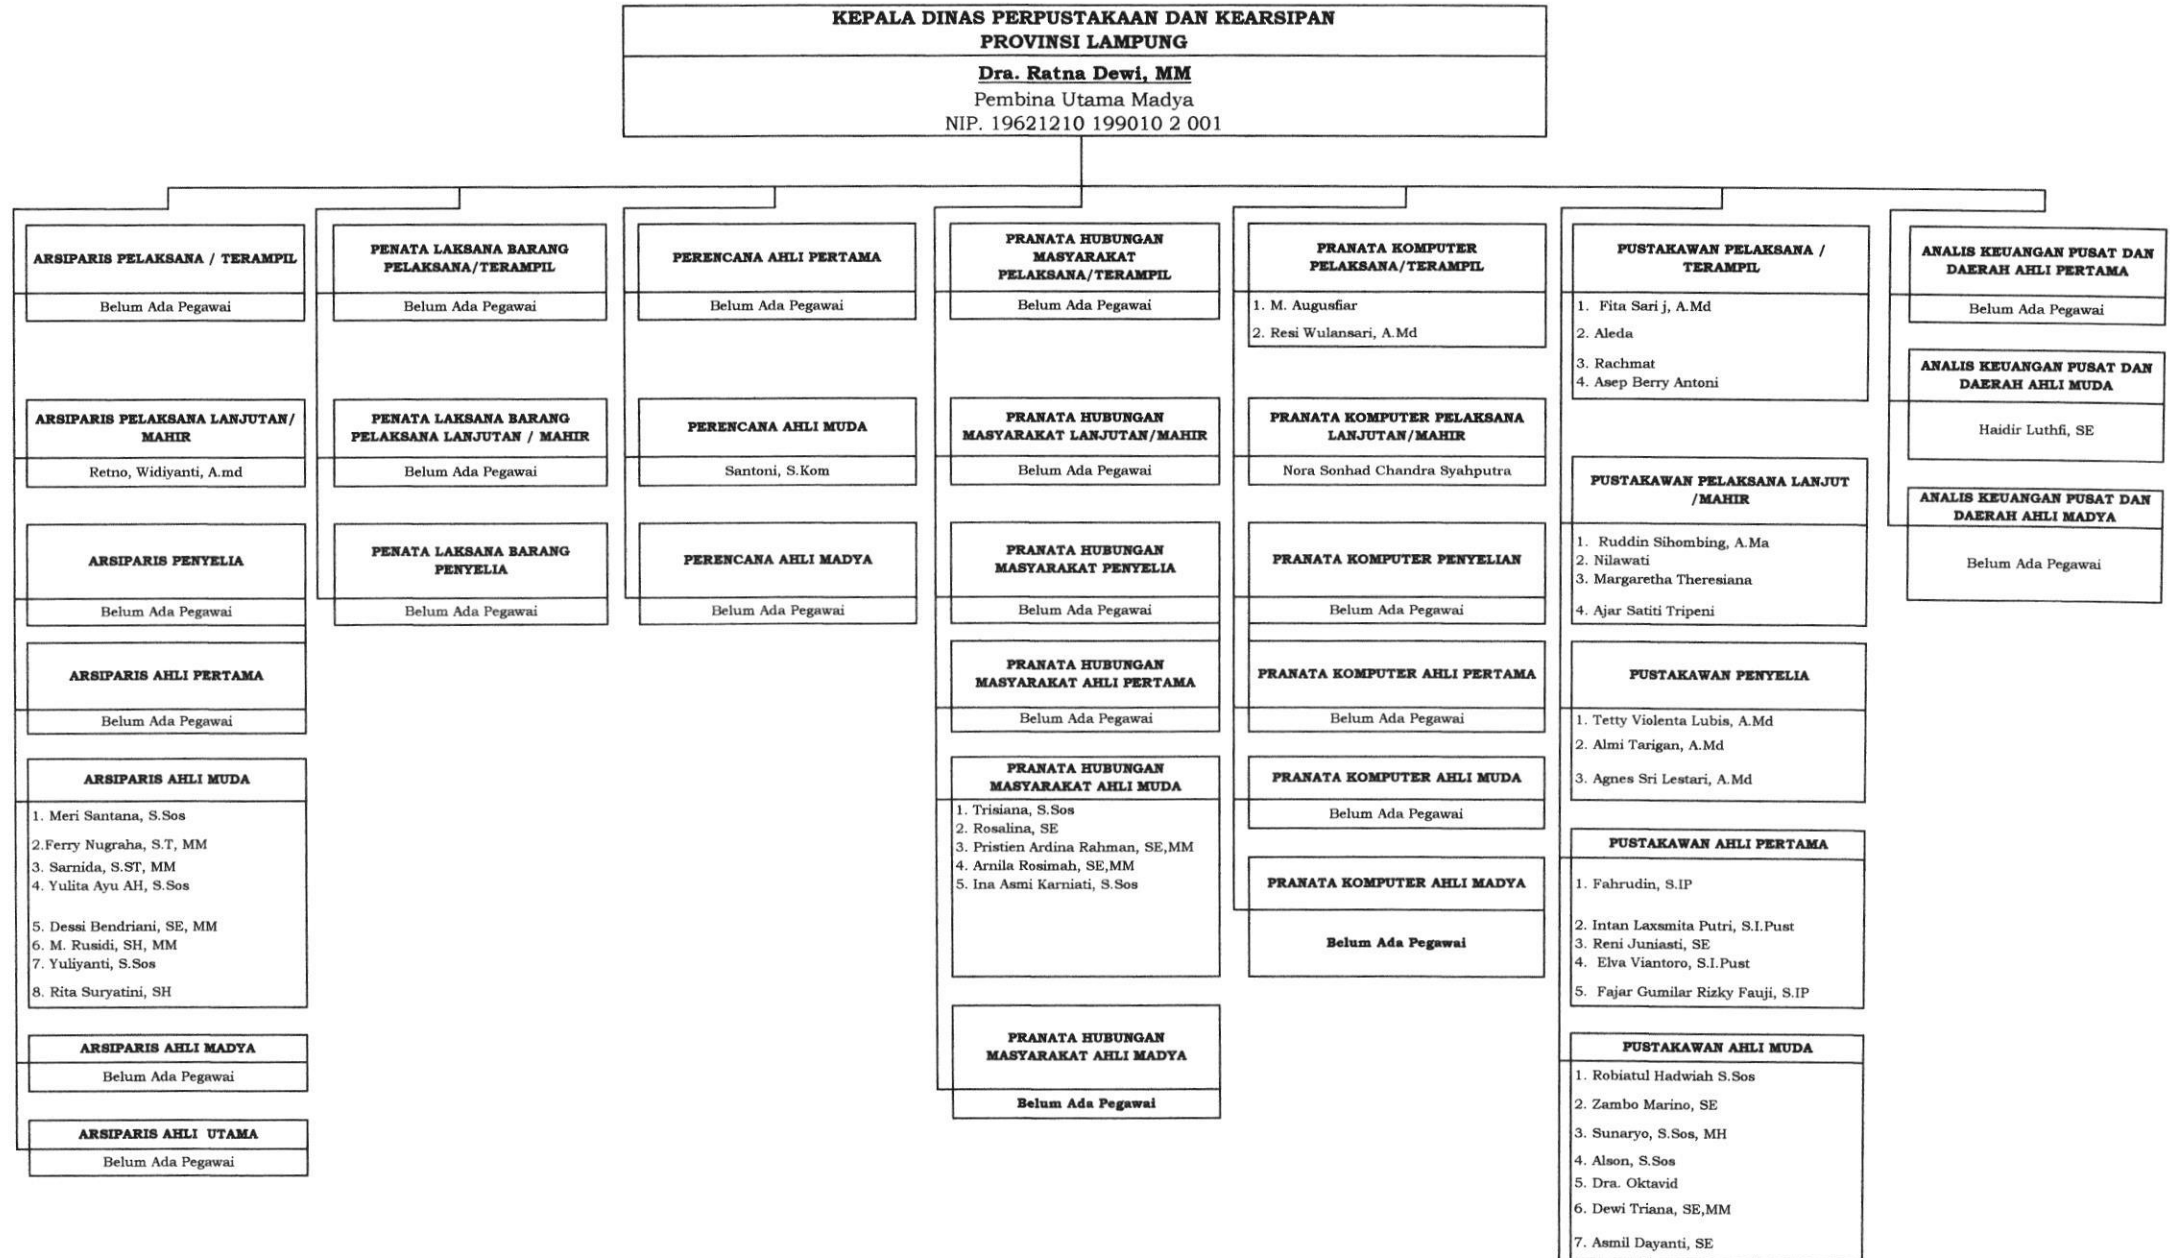 KEPALA DINAS PERPUSTAKAAN DAN KEARSIPAN
PROVINSI LAMPUNG
Dra. Ratna Dewi, MM
Pembina Utama Madya
NIP. 19621210 199010 2 001
ARSIPARIS PELAKSANA / TERAMPIL
Belum Ada Pegawai
ARSIPARIS PELAKSANA LANJUTAN/
MAHIR
Retno, Widiyanti, A.md
ARSIPARIS PENYELIA
Belum Ada Pegawai
ARSIPARIS AHLI PERTAMA
Belum Ada Pegawai
ARSIPARIS AHLI MUDA
1. Meri Santana, S.Sos
2.Ferry Nugraha, S.T, MM
3. Sarnida, S.ST, MM
4. Yulita Ayu AH, S.Sos
5. Dessi Bendriani, SE, MM
6. M. Rusidi, SH, MM
7. Yuliyanti, S.Sos
8. Rita Suryatini, SH
ARSIPARIS AHLI MADYA
Belum Ada Pegawai
ARSIPARIS AHLI UTAMA
Belum Ada Pegawai
PENATA LAKSANA BARANG
PELAKSANA/TERAMPIL
Belum Ada Pegawai
PENATA LAKSANA BARANG
PELAKSANA LANJUTAN / MAHIR
Belum Ada Pegawai
PENATA LAKSANA BARANG
PENYELIA
Belum Ada Pegawai
PERENCANA AHLI PERTAMA
Belum Ada Pegawai
PERENCANA AHLI MUDA
Santoni, S.Kom
PERENCANA AHLI MADYA
Belum Ada Pegawai
PRANATA HUBUNGAN
MASYARAKAT
PELAKSANA/TERAMPIL
Belum Ada Pegawai
PRANATA HUBUNGAN
MASYARAKAT LANJUTAN/MAHIR
Belum Ada Pegawai
PRANATA HUBUNGAN
MASYARAKAT PENYELIA
Belum Ada Pegawai
PRANATA HUBUNGAN
MASYARAKAT AHLI PERTAMA
Belum Ada Pegawai
PRANATA HUBUNGAN
MASYARAKAT AHLI MUDA
1. Trisiana, S.Sos
2. Rosalina, SE
3. Pristien Ardina Rahman, SE,MM
4. Arnila Rosimah, SE,MM
5. Ina Asmi Karniati, S.Sos
PRANATA HUBUNGAN
MASYARAKAT AHLI MADYA
Belum Ada Pegawai
PRANATA KOMPUTER
PELAKSANA/TERAMPIL
1. M. Augusfiar
2. Resi Wulansari, A.Md
PRANATA KOMPUTER PELAKSANA
LANJUTAN/MAHIR
Nora Sonhad Chandra Syahputra
PRANATA KOMPUTER PENYELIAN
Belum Ada Pegawai
PRANATA KOMPUTER AHLI PERTAMA
Belum Ada Pegawai
PRANATA KOMPUTER AHLI MUDA
Belum Ada Pegawai
PRANATA KOMPUTER AHLI MADYA
Belum Ada Pegawai
PUSTAKAWAN PELAKSANA /
TERAMPIL
1. Fita Sari j, A.Md
2. Aleda
3. Rachmat
4. Asep Berry Antoni
PUSTAKAWAN PELAKSANA LANJUT
/MAHIR
1. Ruddin Sihombing, A.Ma
2. Nilawati
3. Margaretha Theresiana
4. Ajar Satiti Tripeni
PUSTAKAWAN PENYELIA
1. Tetty Violenta Lubis, A.Md
2. Almi Tarigan, A.Md
3. Agnes Sri Lestari, A.Md
PUSTAKAWAN AHLI PERTAMA
1. Fahrudin, S.IP
2. Intan Laxsmita Putri, S.I.Pust
3. Reni Juniasti, SE
4. Elva Viantoro, S.I.Pust
5. Fajar Gumilar Rizky Fauji, S.IP
PUSTAKAWAN AHLI MUDA
1. Robiatul Hadwiah S.Sos
2. Zambo Marino, SE
3. Sunaryo, S.Sos, MH
4. Alson, S.Sos
5. Dra. Oktavid
6. Dewi Triana, SE,MM
7. Asmil Dayanti, SE
ANALIS KEUANGAN PUSAT DAN
DAERAH AHLI PERTAMA
Belum Ada Pegawai
ANALIS KEUANGAN PUSAT DAN
DAERAH AHLI MUDA
Haidir Luthfi, SE
ANALIS KEUANGAN PUSAT DAN
DAERAH AHLI MADYA
Belum Ada Pegawai